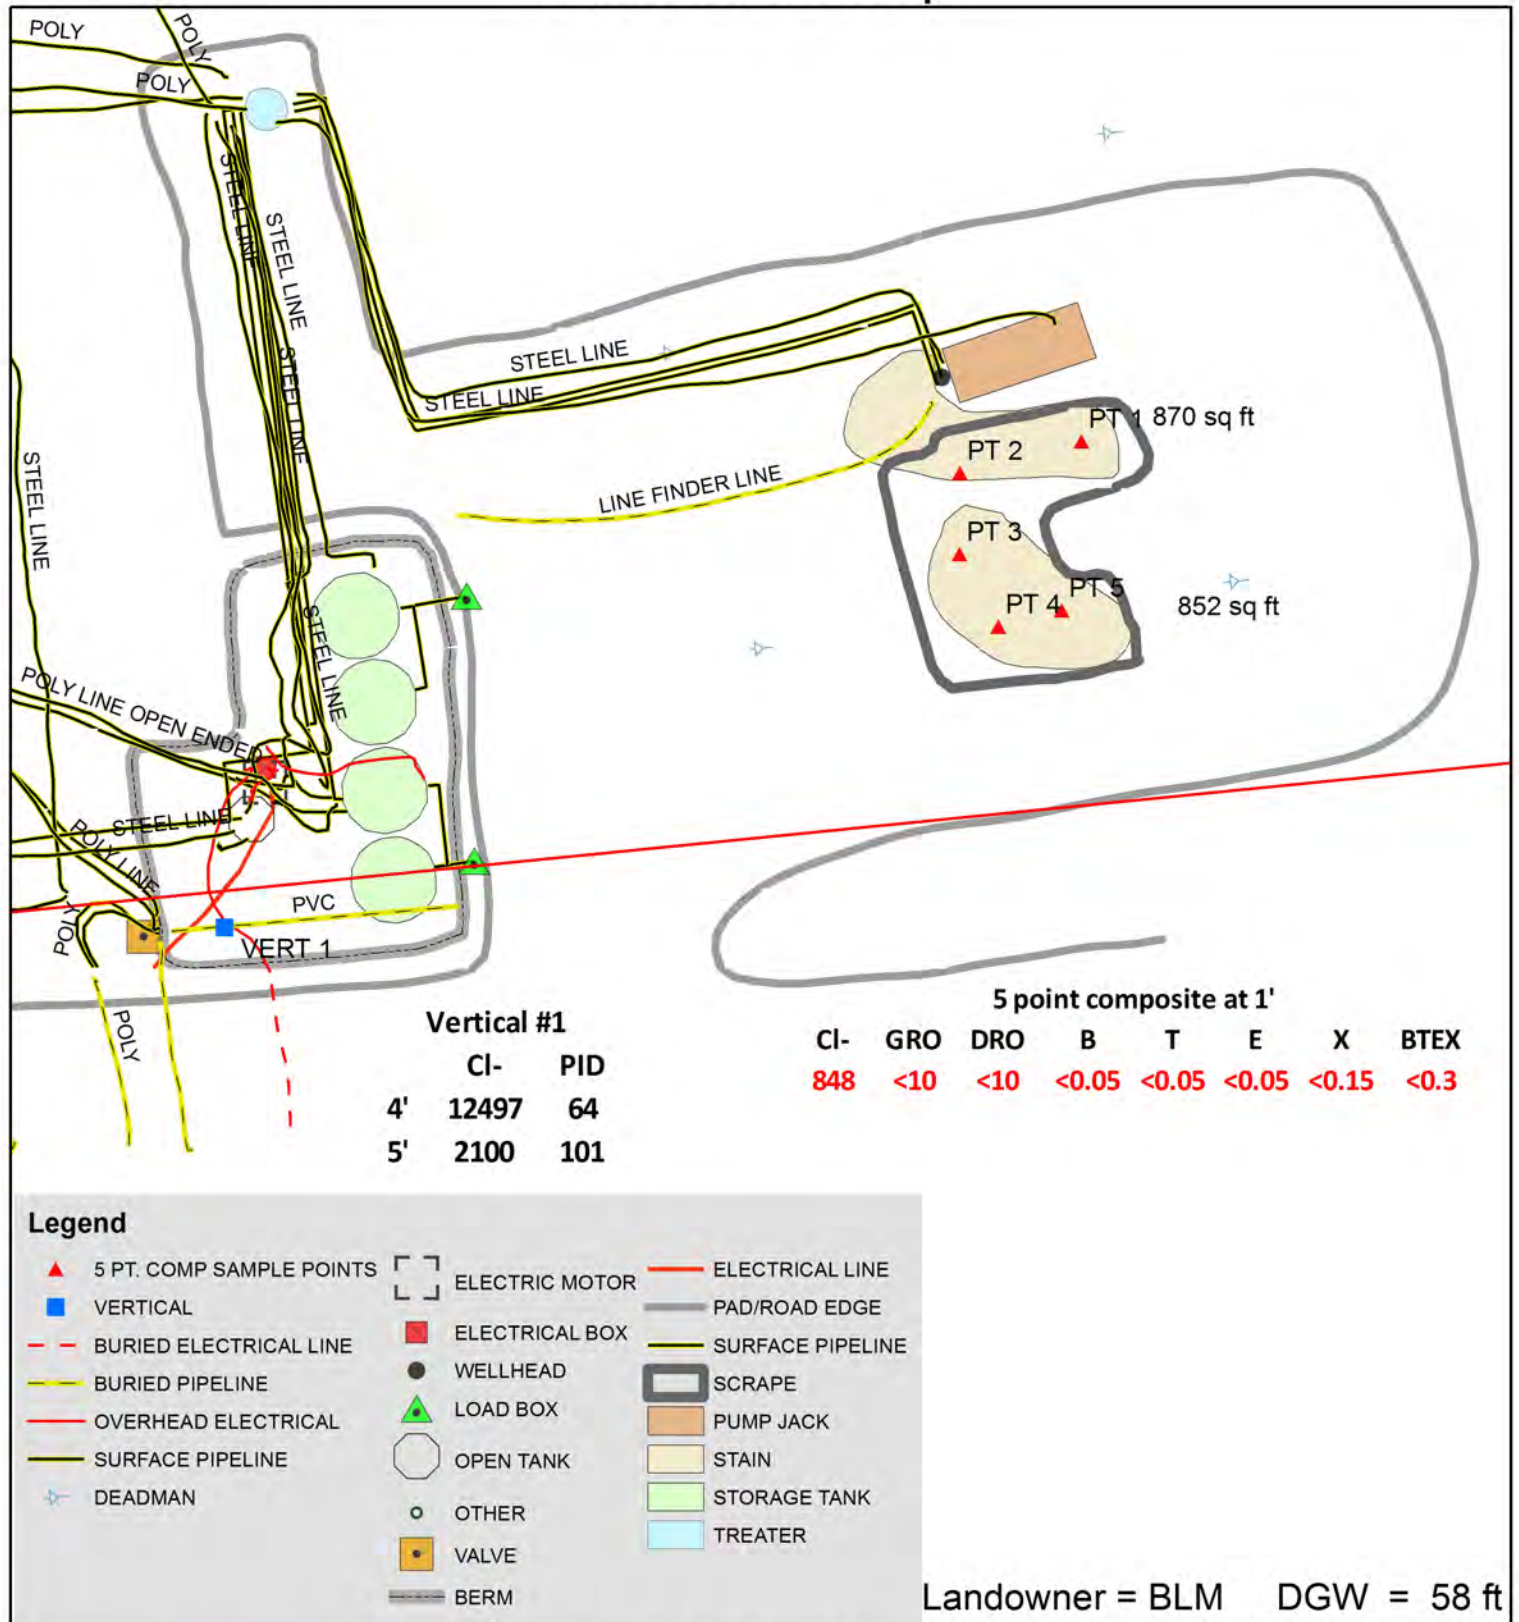 POLY
POLY
POLY
STEEL LINE
STEEL LINE
STEEL LINE
STEEL LINE
STEEL LINE
STEEL LINE
PT 1
870 sq ft
PT 2
LINE FINDER LINE
PT 3
PT 5
PT 4
852 sq ft
STEEL LINE
POLY LINE OPEN ENDED
STEEL LINE
POLY LINE
PVC
POLY
VERT 1
POLY
5 point composite at 1'
Cl- GRO DRO B T E X BTEX
848 <10 <10 <0.05 <0.05 <0.05 <0.15 <0.3
Vertical #1
Cl- PID
4' 12497 64
5' 2100 101
Legend
5 PT. COMP SAMPLE POINTS
VERTICAL
BURIED ELECTRICAL LINE
BURIED PIPELINE
OVERHEAD ELECTRICAL
SURFACE PIPELINE
DEADMAN
ELECTRIC MOTOR
ELECTRICAL BOX
WELLHEAD
LOAD BOX
OPEN TANK
OTHER
VALVE
BERM
ELECTRICAL LINE
PAD/ROAD EDGE
SURFACE PIPELINE
SCRAPE
PUMP JACK
STAIN
STORAGE TANK
TREATER
Landowner = BLM DGW = 58 ft